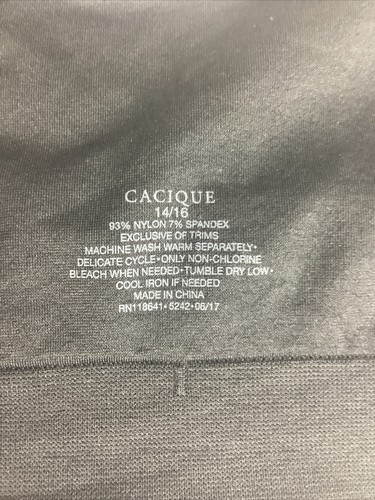 CACIQUE
14/16
93% NYLON 7% SPANDEX
EXCLUSIVE OF TRIMS
MACHINE WASH WARM SEPARATELY•
DELICATE CYCLE•ONLY NON-CHLORINE
BLEACH WHEN NEEDED•TUMBLE DRY LOW•
COOL IRON IF NEEDED
MADE IN CHINA
RN118641•5242•06/17